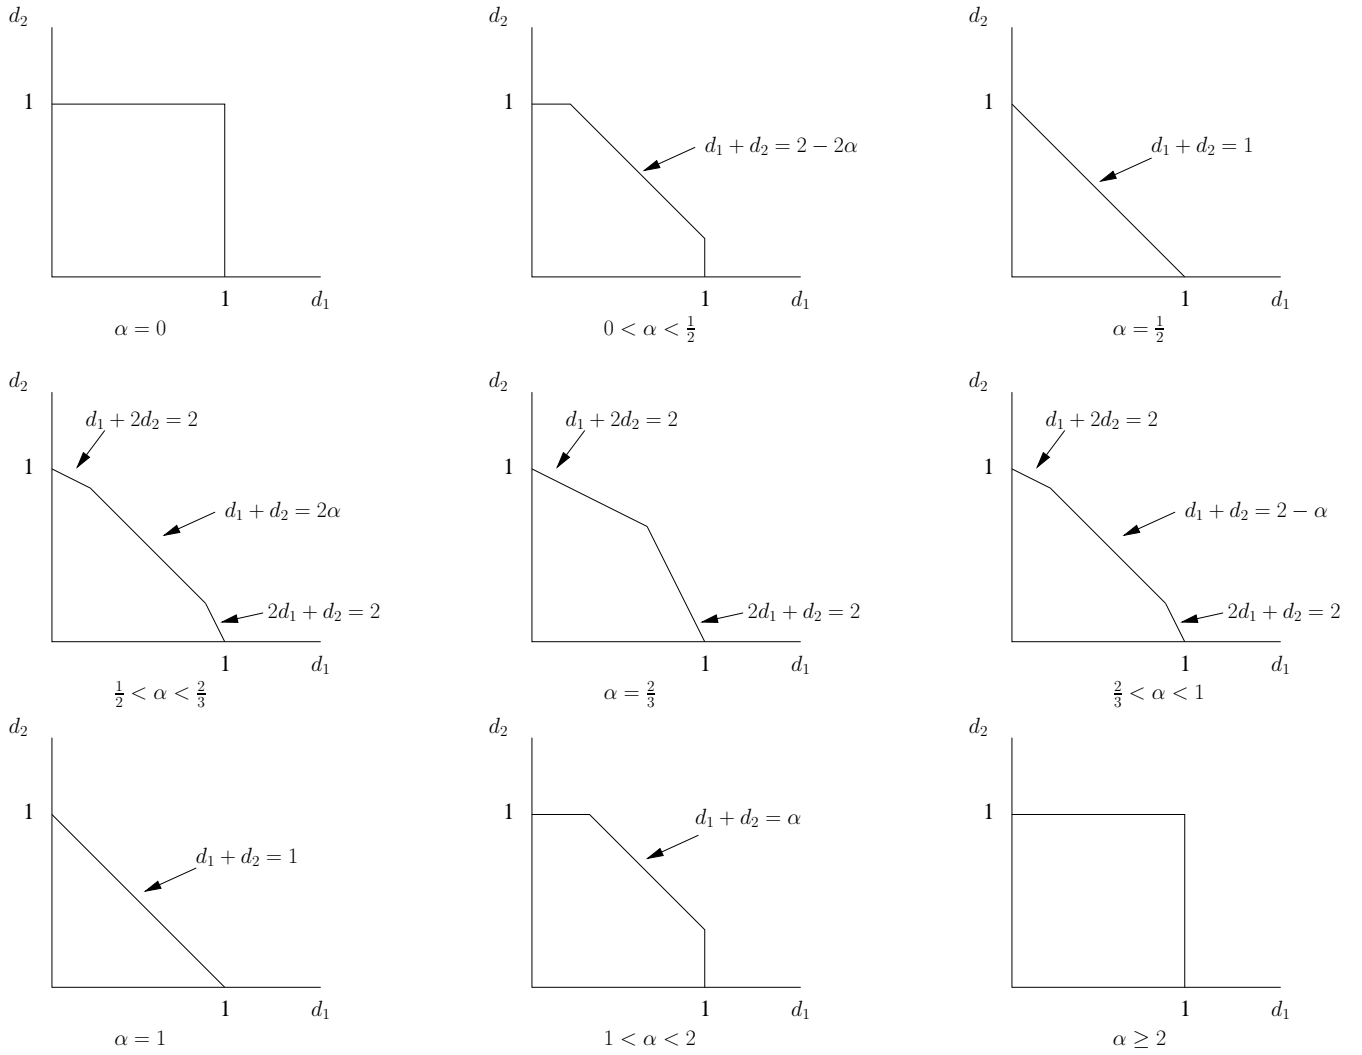 d₂ d₂ d₂
1 1 1
d₁ + d₂ = 2 − 2α d₁ + d₂ = 1
1 d₁ 1 d₁ 1 d₁
α = 0 0 < α < 1/2 α = 1/2
d₂ d₂ d₂
d₁ + 2d₂ = 2 d₁ + 2d₂ = 2 d₁ + 2d₂ = 2
1 1 1
d₁ + d₂ = 2α d₁ + d₂ = 2 − α
2d₁ + d₂ = 2 2d₁ + d₂ = 2 2d₁ + d₂ = 2
1 d₁ 1 d₁ 1 d₁
1/2 < α < 2/3 α = 2/3 2/3 < α < 1
d₂ d₂ d₂
1 1 1
d₁ + d₂ = α
d₁ + d₂ = 1
1 d₁ 1 d₁ 1 d₁
α = 1 1 < α < 2 α ≥ 2